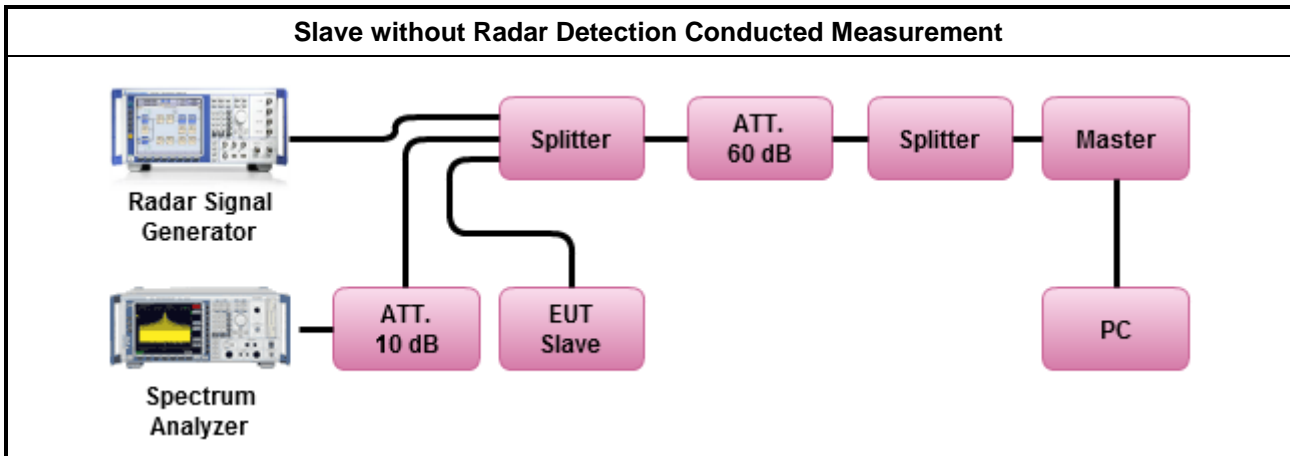 Slave without Radar Detection Conducted Measurement
Radar Signal
Generator
Splitter
ATT.
60 dB
Splitter
Master
Spectrum
Analyzer
ATT.
10 dB
EUT
Slave
PC